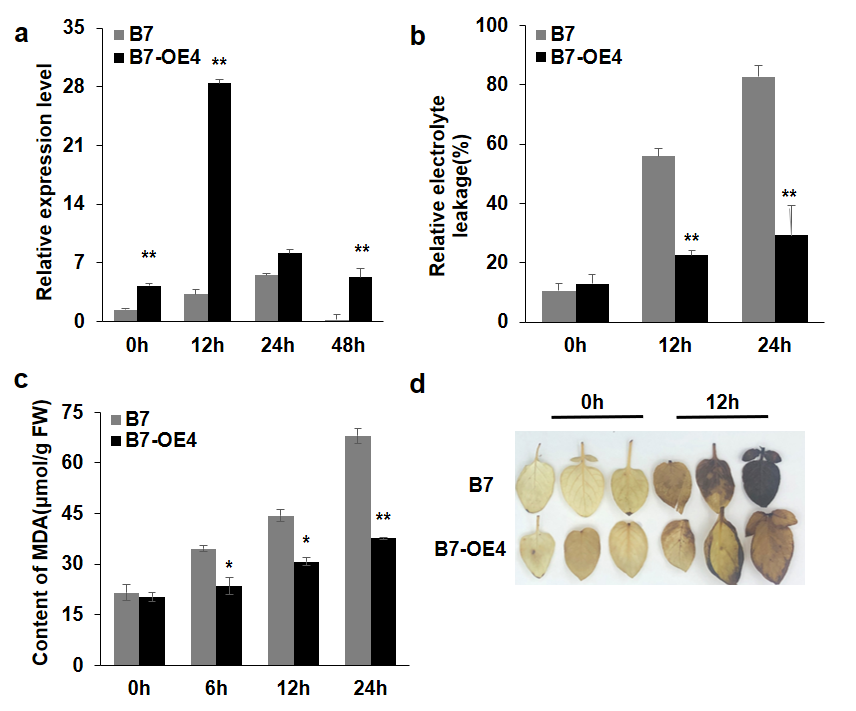 a
Relative expression level
35
28
21
14
7
0
B7
B7-OE4
**
**
**
0h
12h
24h
48h
b
Relative electrolyte
leakage(%)
100
80
60
40
20
0
B7
B7-OE4
**
**
0h
12h
24h
c
Content of MDA(μmol/g FW)
75
60
45
30
15
0
B7
B7-OE4
*
*
**
0h
6h
12h
24h
d
0h
12h
B7
B7-OE4